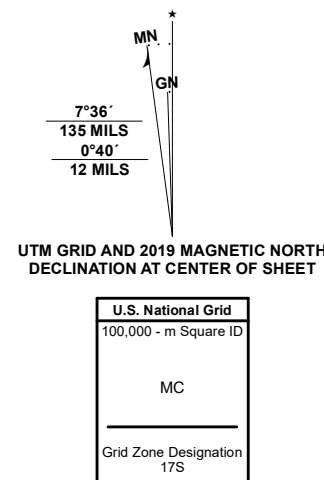 ★
MN
GN
7°36´
135 MILS
0°40´
12 MILS
UTM GRID AND 2019 MAGNETIC NORTH
DECLINATION AT CENTER OF SHEET
U.S. National Grid
100,000 - m Square ID
MC
Grid Zone Designation
17S